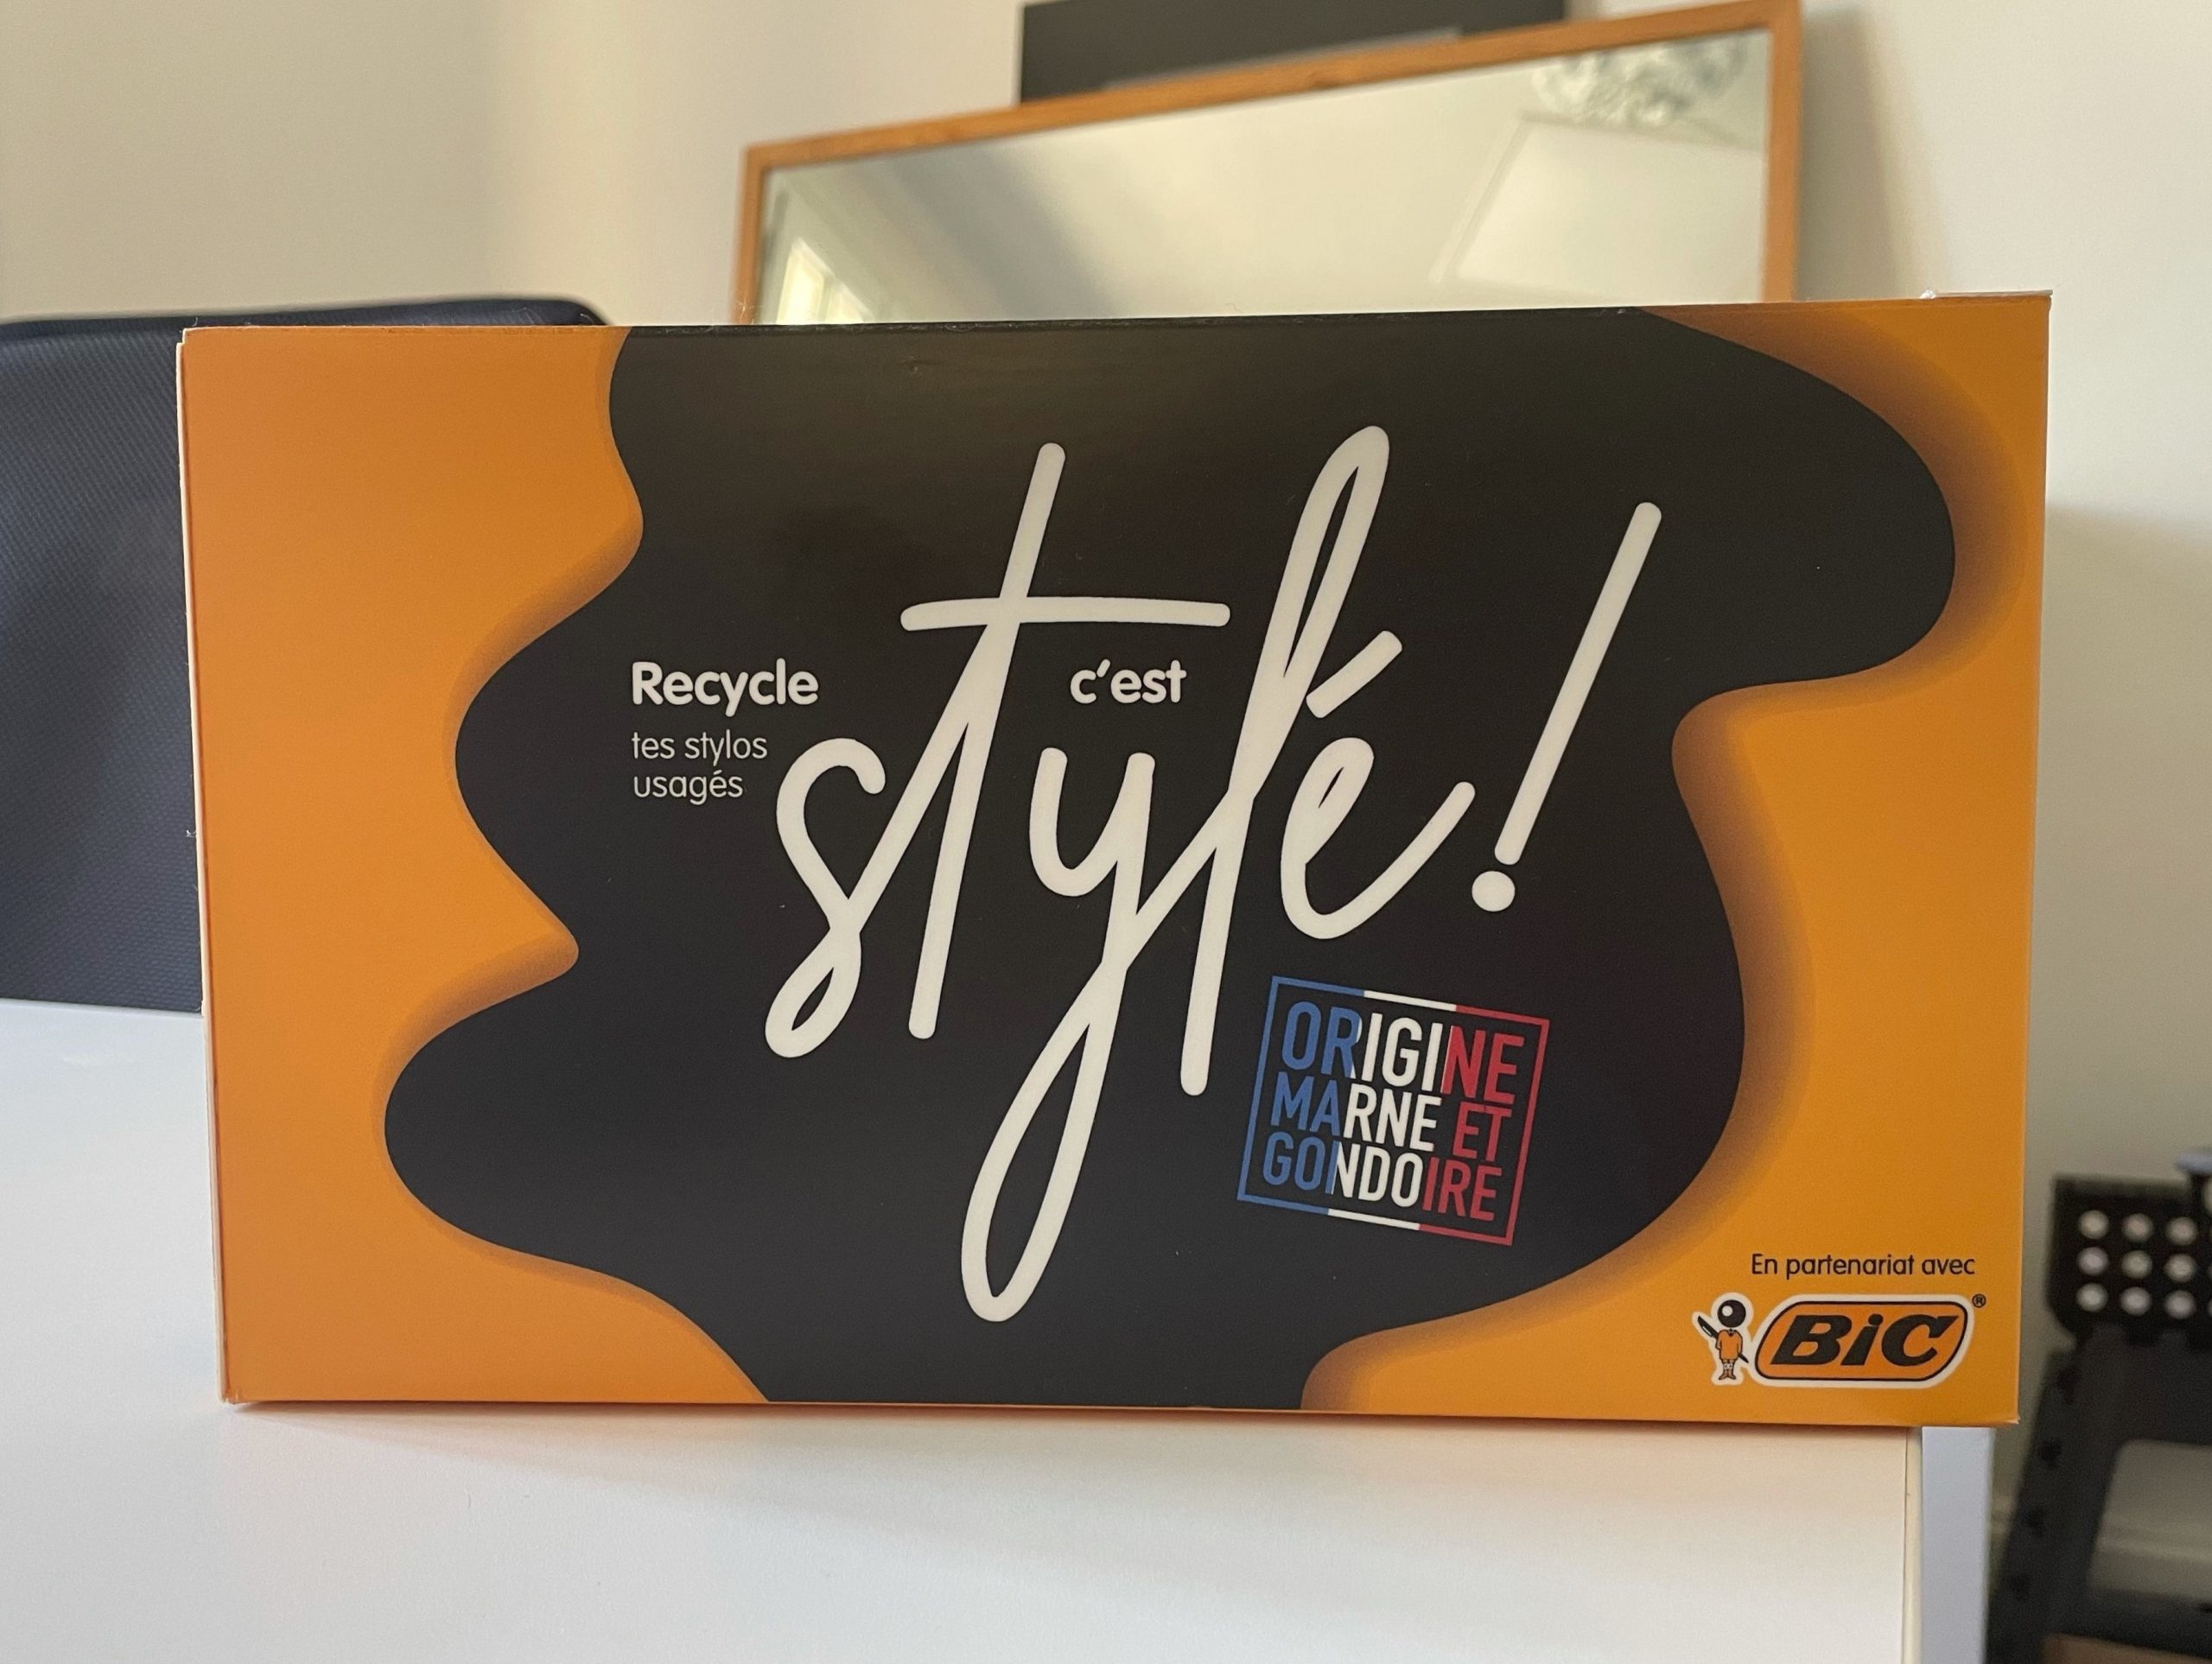 Recycle
tes stylos
usagés
c'est
stylé!
ORIGINE
MARNE ET
GONDOIRE
En partenariat avec
BiC®